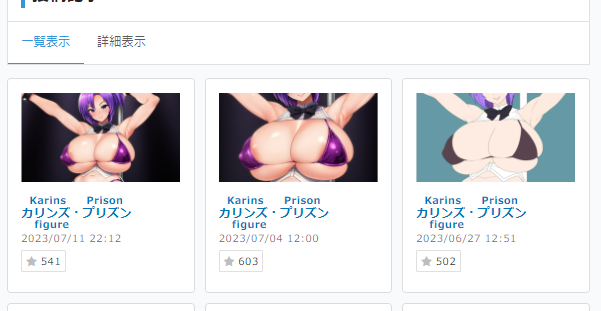 一覧表示 詳細表示
Karins Prison
カリンズ・プリズン
figure
2023/07/11 22:12
541
Karins Prison
カリンズ・プリズン
figure
2023/07/04 12:00
603
Karins Prison
カリンズ・プリズン
figure
2023/06/27 12:51
502